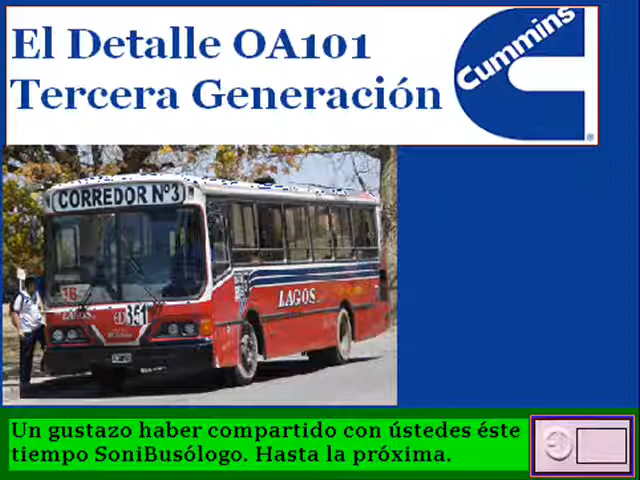 El Detalle OA101
Tercera Generación
Cummins
CORREDOR Nº3
351
LAGOS
Un gustazo haber compartido con ústedes éste
tiempo SoniBusólogo. Hasta la próxima.